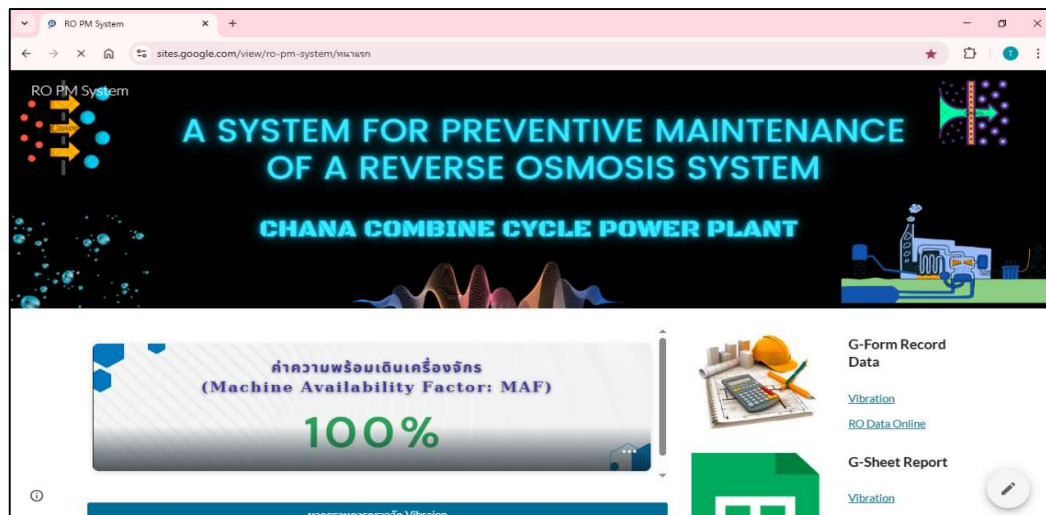 RO PM System
sites.google.com/view/ro-pm-system/หน้าแรก
T
RO PM System
Canva
A SYSTEM FOR PREVENTIVE MAINTENANCE
OF A REVERSE OSMOSIS SYSTEM
CHANA COMBINE CYCLE POWER PLANT
ค่าความพร้อมเดินเครื่องจักร
(Machine Availability Factor: MAF)
100%
G-Form Record
Data
Vibration
RO Data Online
G-Sheet Report
Vibration